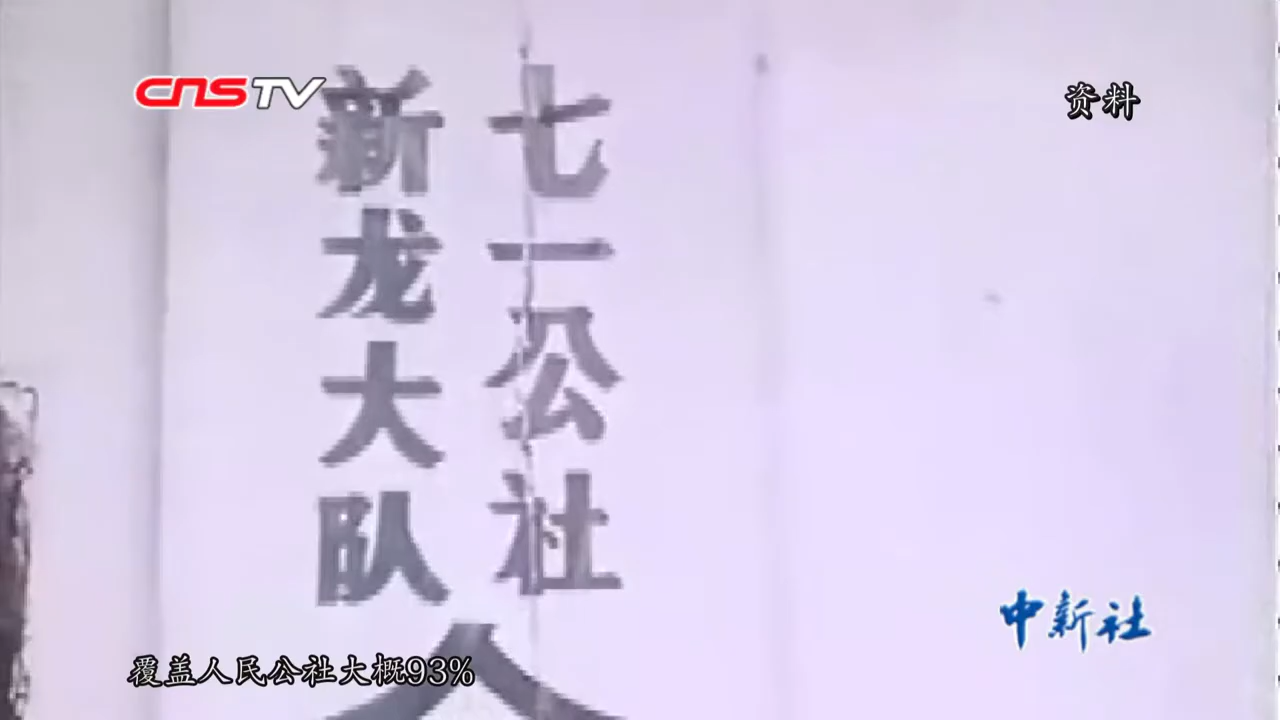 CNSTV
资料
七一公社
新龙大队
中新社
覆盖人民公社大概93%